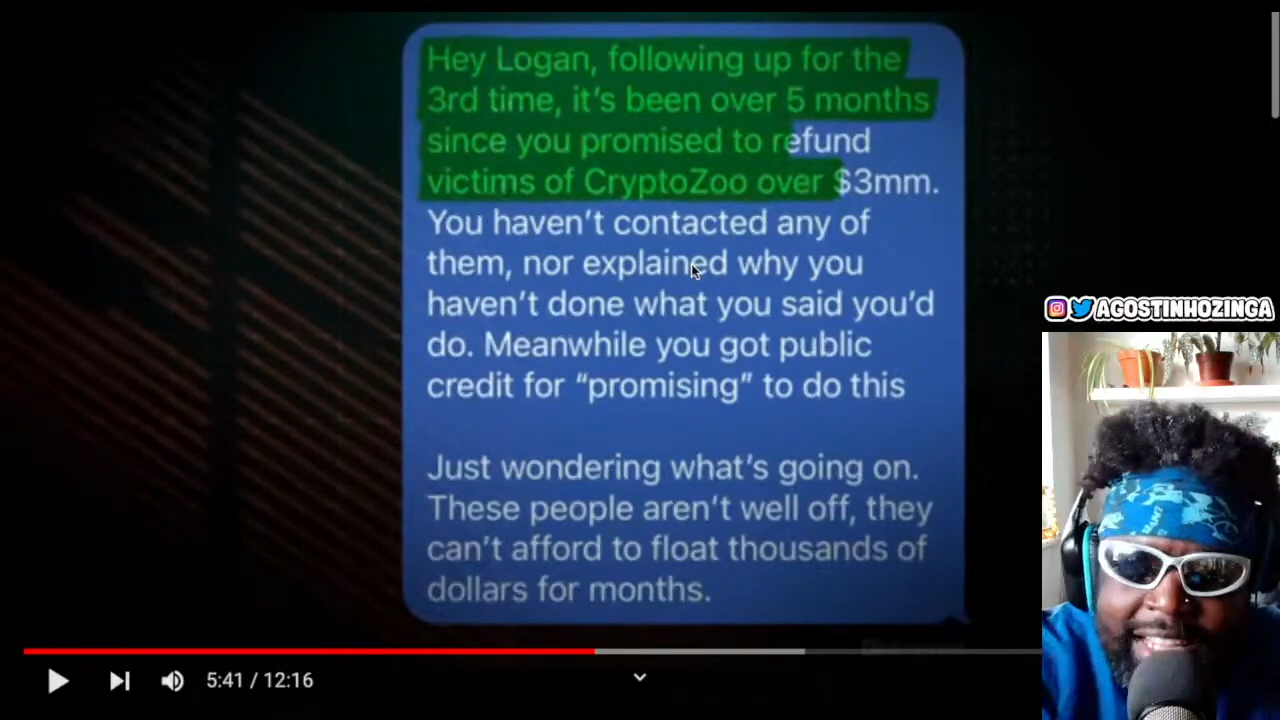 Hey Logan, following up for the
3rd time, it's been over 5 months
since you promised to refund
victims of CryptoZoo over $3mm.
You haven't contacted any of
them, nor explained why you
haven't done what you said you'd
do. Meanwhile you got public
credit for “promising” to do this
Just wondering what's going on.
These people aren't well off, they
can't afford to float thousands of
dollars for months.
AGOSTINHOZINGA
5:41 / 12:16